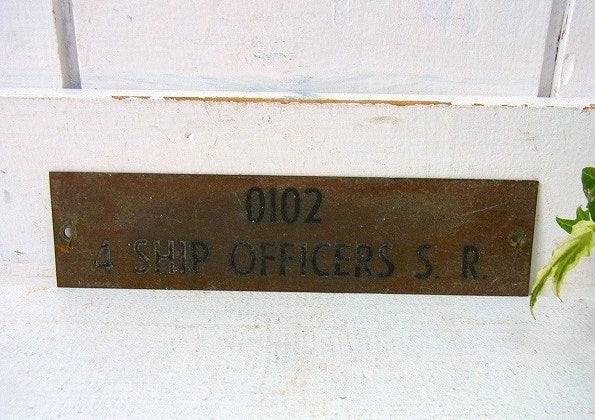 0102
4 SHIP OFFICERS S. R.